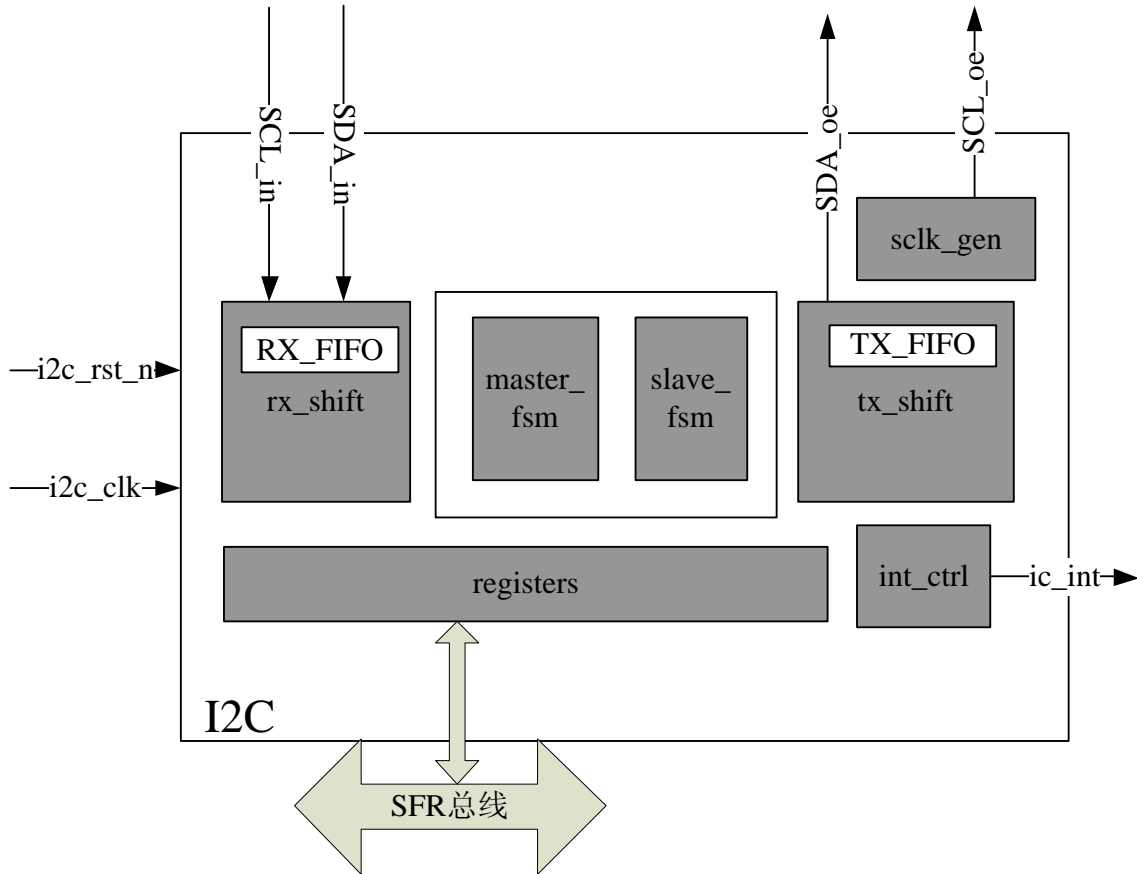 SCL_in
SDA_in
SDA_oe
SCL_oe
sclk_gen
RX_FIFO
rx_shift
master_
fsm
slave_
fsm
TX_FIFO
tx_shift
i2c_rst_n
i2c_clk
registers
int_ctrl
ic_int
I2C
SFR总线